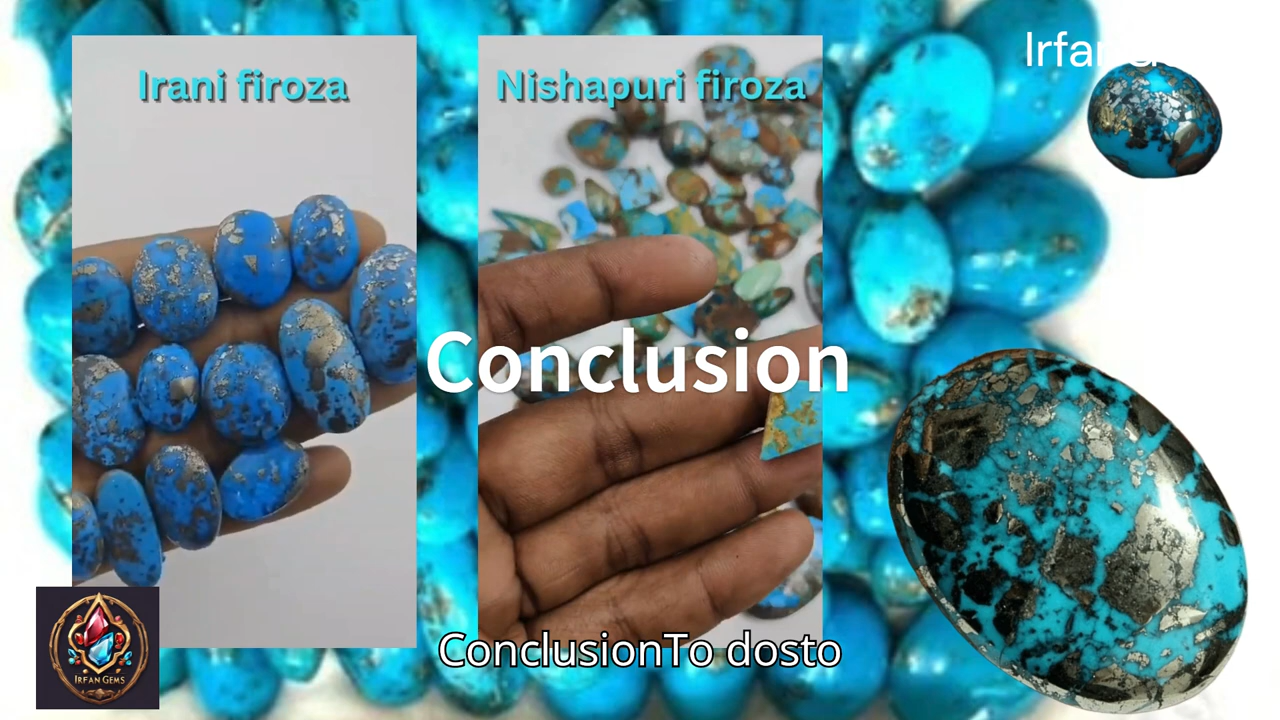 Irani firoza
Nishapuri firoza
Conclusion
ConclusionTo dosto
IRFAN GEMS